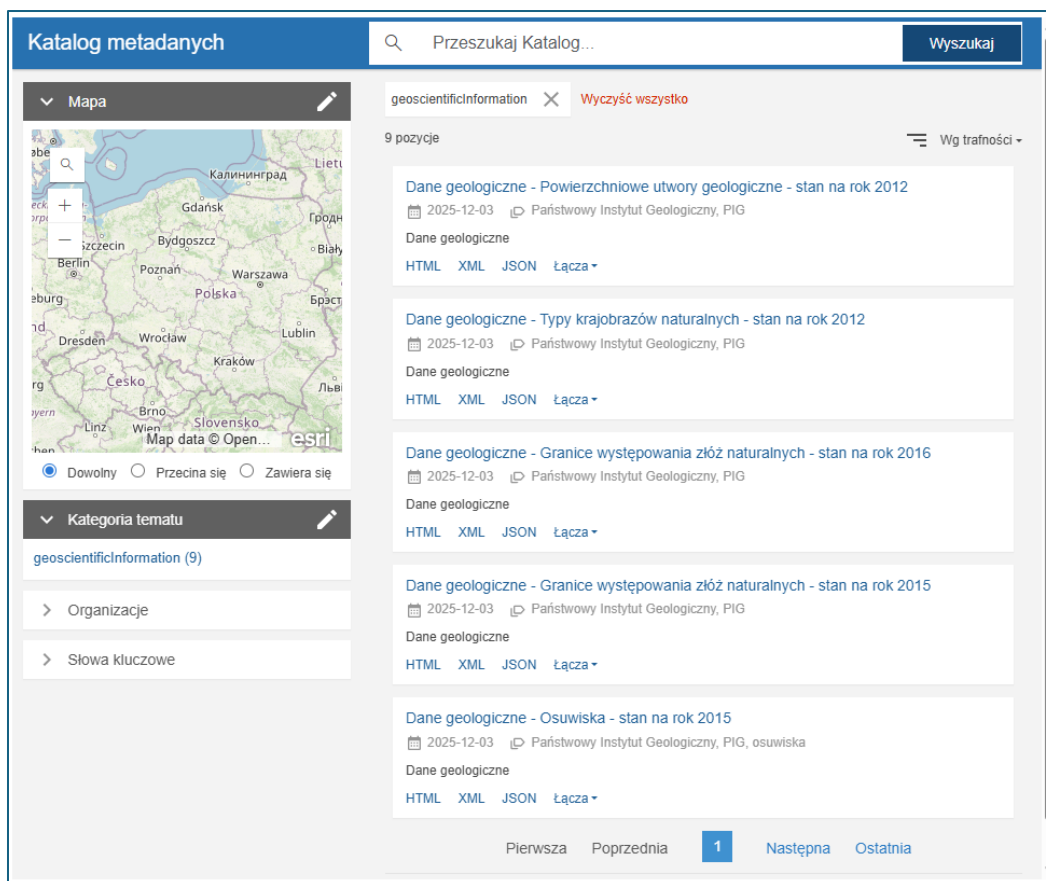 Katalog metadanych
Przeszukaj Katalog...
Wyszukaj
Mapa
Калининград
Lietu
Gdańsk
Гродн
Szczecin
Bydgoszcz
Biały
Berlin
Poznań
Warszawa
Polska
Брэст
eburg
Dresden
Wrocław
Lublin
Kraków
Česko
Льві
ayern
Brno
Linz
Wien
Slovensko
Map data © Open...
esri
Dowolny
Przecina się
Zawiera się
Kategoria tematu
geoscientificInformation (9)
Organizacje
Słowa kluczowe
geoscientificInformation
Wyczyść wszystko
9 pozycje
Wg trafności
Dane geologiczne - Powierzchniowe utwory geologiczne - stan na rok 2012
2025-12-03 Państwowy Instytut Geologiczny, PIG
Dane geologiczne
HTML XML JSON Łącza
Dane geologiczne - Typy krajobrazów naturalnych - stan na rok 2012
2025-12-03 Państwowy Instytut Geologiczny, PIG
Dane geologiczne
HTML XML JSON Łącza
Dane geologiczne - Granice występowania złóż naturalnych - stan na rok 2016
2025-12-03 Państwowy Instytut Geologiczny, PIG
Dane geologiczne
HTML XML JSON Łącza
Dane geologiczne - Granice występowania złóż naturalnych - stan na rok 2015
2025-12-03 Państwowy Instytut Geologiczny, PIG
Dane geologiczne
HTML XML JSON Łącza
Dane geologiczne - Osuwiska - stan na rok 2015
2025-12-03 Państwowy Instytut Geologiczny, PIG, osuwiska
Dane geologiczne
HTML XML JSON Łącza
Pierwsza Poprzednia 1 Następna Ostatnia